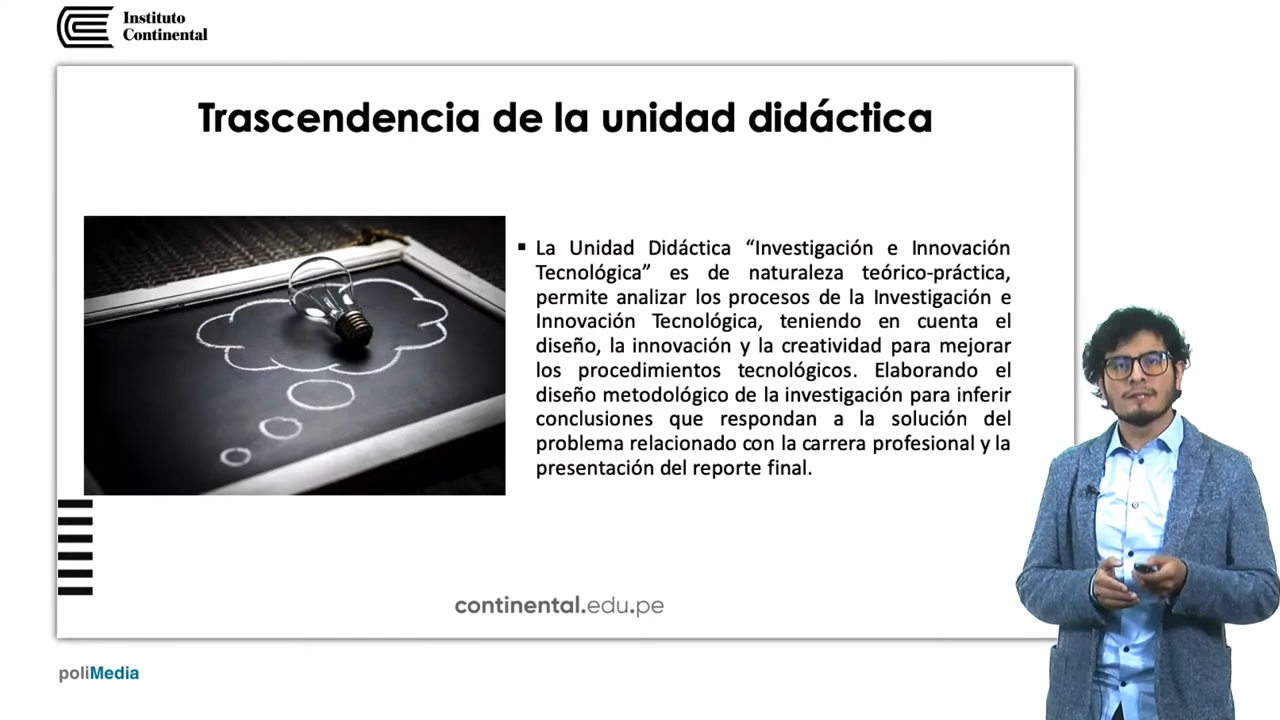 Instituto
Continental
Trascendencia de la unidad didáctica
▪ La Unidad Didáctica “Investigación e Innovación
Tecnológica” es de naturaleza teórico-práctica,
permite analizar los procesos de la Investigación e
Innovación Tecnológica, teniendo en cuenta el
diseño, la innovación y la creatividad para mejorar
los procedimientos tecnológicos. Elaborando el
diseño metodológico de la investigación para inferir
conclusiones que respondan a la solución del
problema relacionado con la carrera profesional y la
presentación del reporte final.
continental.edu.pe
poliMedia